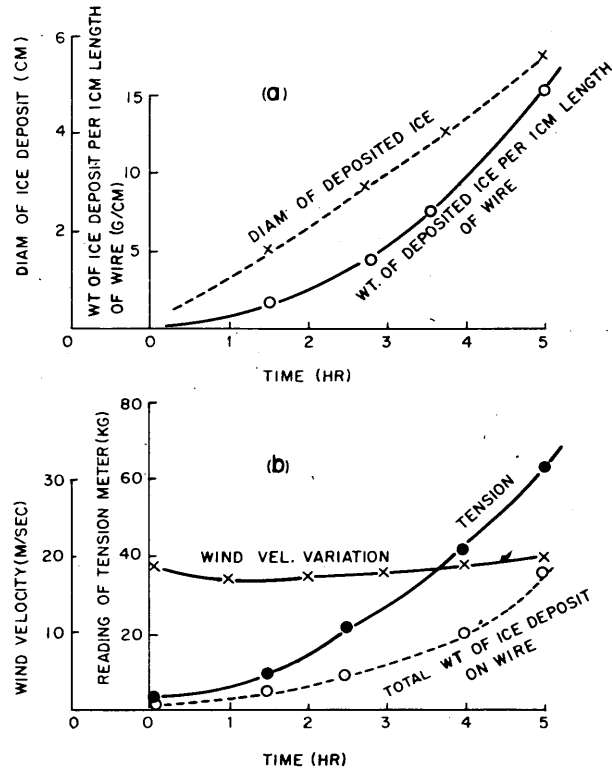 6
4
2
0
DIAM OF ICE DEPOSIT (CM)
15
10
5
WT OF ICE DEPOSIT PER 1CM LENGTH
OF WIRE (G/CM)
(a)
DIAM OF DEPOSITED ICE
WT. OF DEPOSITED ICE PER 1CM LENGTH
OF WIRE
0 1 2 3 4 5
TIME (HR)
30
20
10
0
WIND VELOCITY(M/SEC)
80
60
40
20
READING OF TENSION METER(KG)
(b)
WIND VEL. VARIATION
TENSION
TOTAL WT OF ICE DEPOSIT
ON WIRE
0 1 2 3 4 5
TIME (HR)